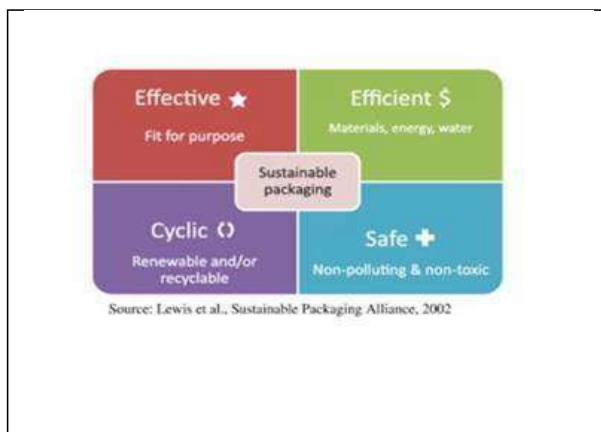 Effective ★
Fit for purpose
Efficient $
Materials, energy, water
Sustainable
packaging
Cyclic
Renewable and/or
recyclable
Safe
Non-polluting & non-toxic
Source: Lewis et al., Sustainable Packaging Alliance, 2002